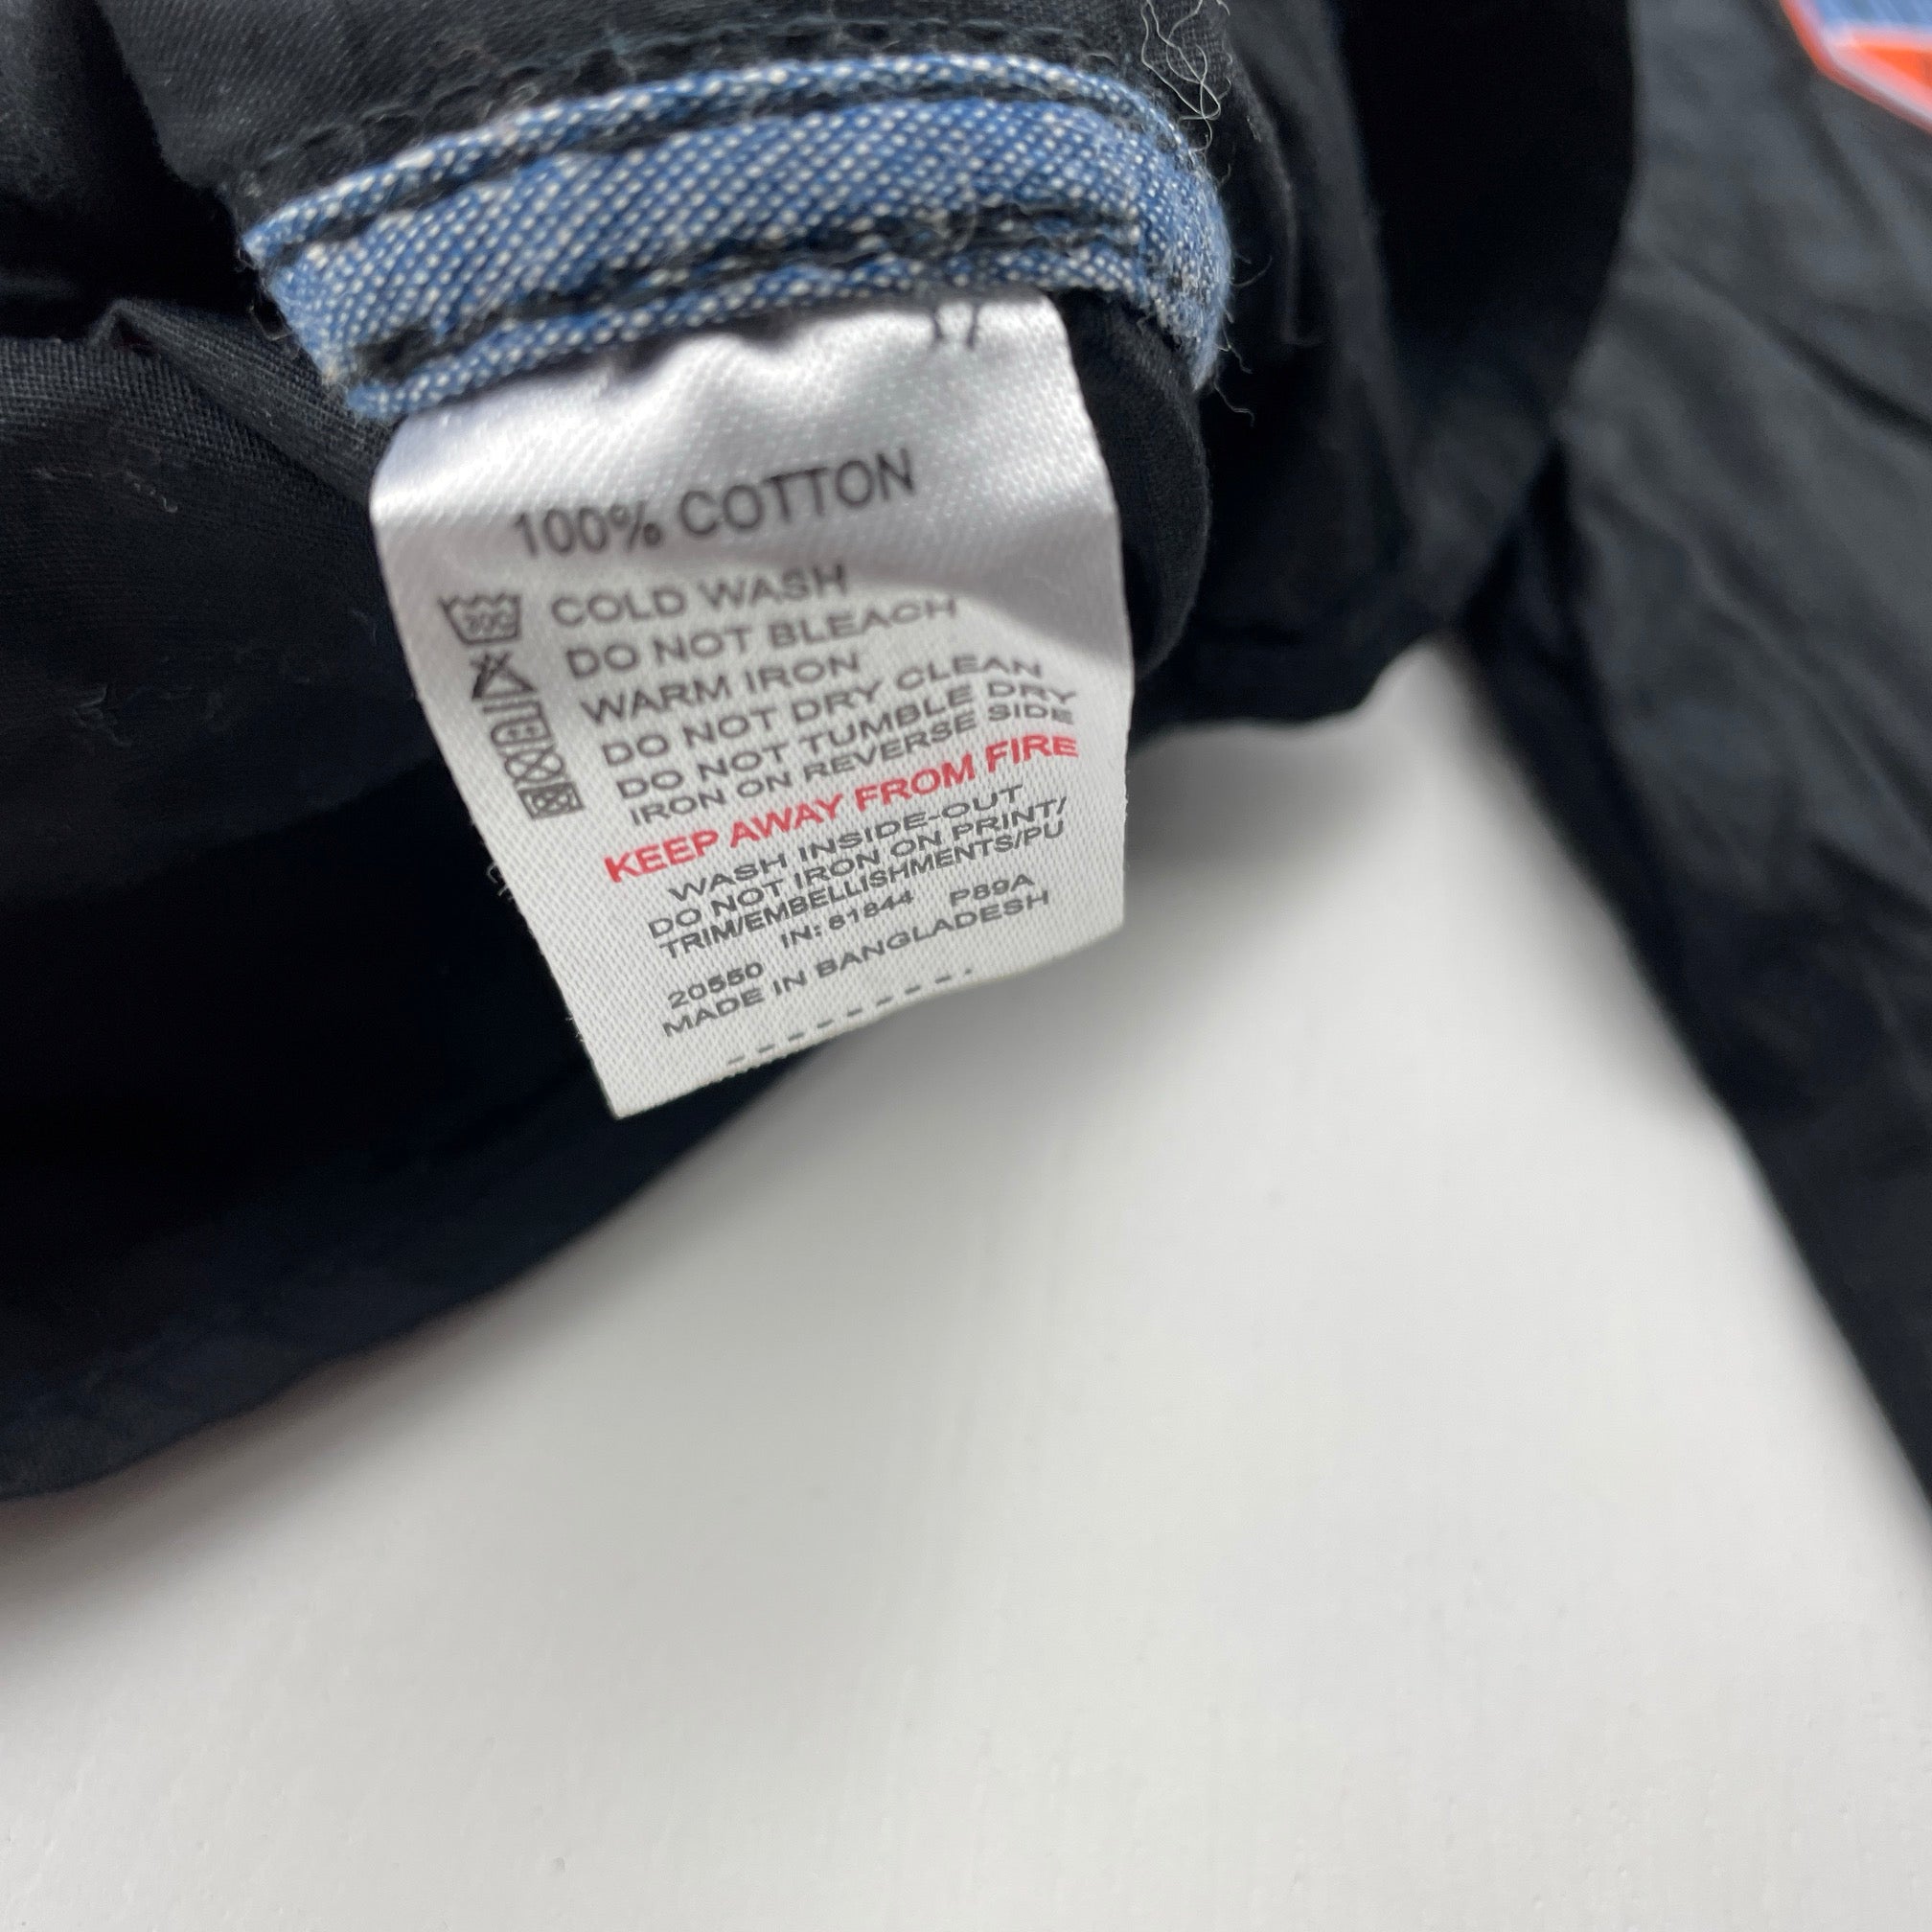 100% COTTON
30C
COLD WASH
DO NOT BLEACH
WARM IRON
DO NOT DRY CLEAN
DO NOT TUMBLE DRY
IRON ON REVERSE SIDE
KEEP AWAY FROM FIRE
WASH INSIDE-OUT
DO NOT IRON ON PRINT/
TRIM/EMBELLISHMENTS/PU
IN: 81844 P89A
20550
MADE IN BANGLADESH